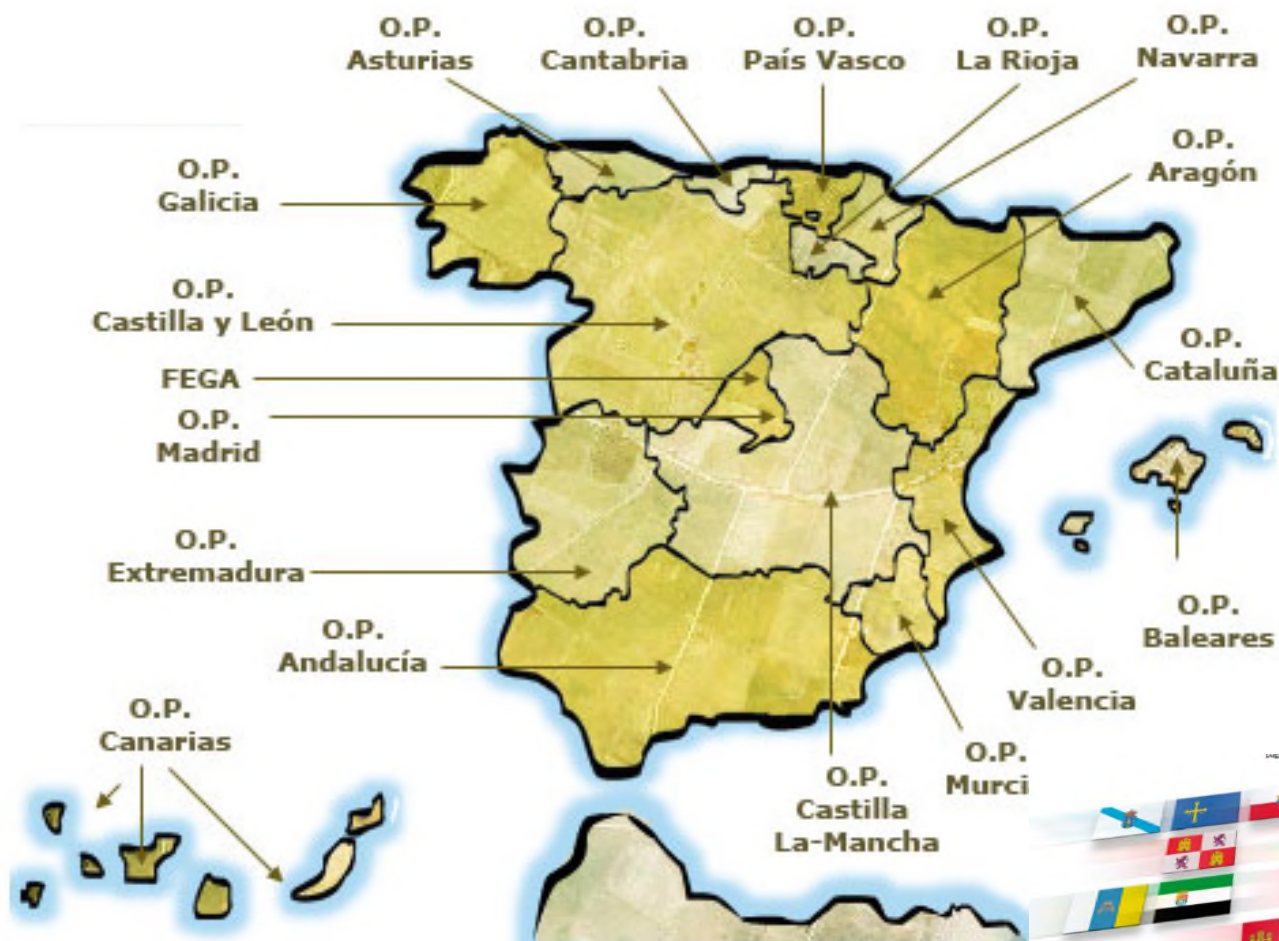 O.P.
Asturias
O.P.
Cantabria
O.P.
País Vasco
O.P.
La Rioja
O.P.
Navarra
O.P.
Aragón
O.P.
Galicia
O.P.
Castilla y León
FEGA
O.P.
Madrid
O.P.
Cataluña
O.P.
Extremadura
O.P.
Baleares
O.P.
Andalucía
O.P.
Valencia
O.P.
Canarias
O.P.
Murci
O.P.
Castilla
La-Mancha